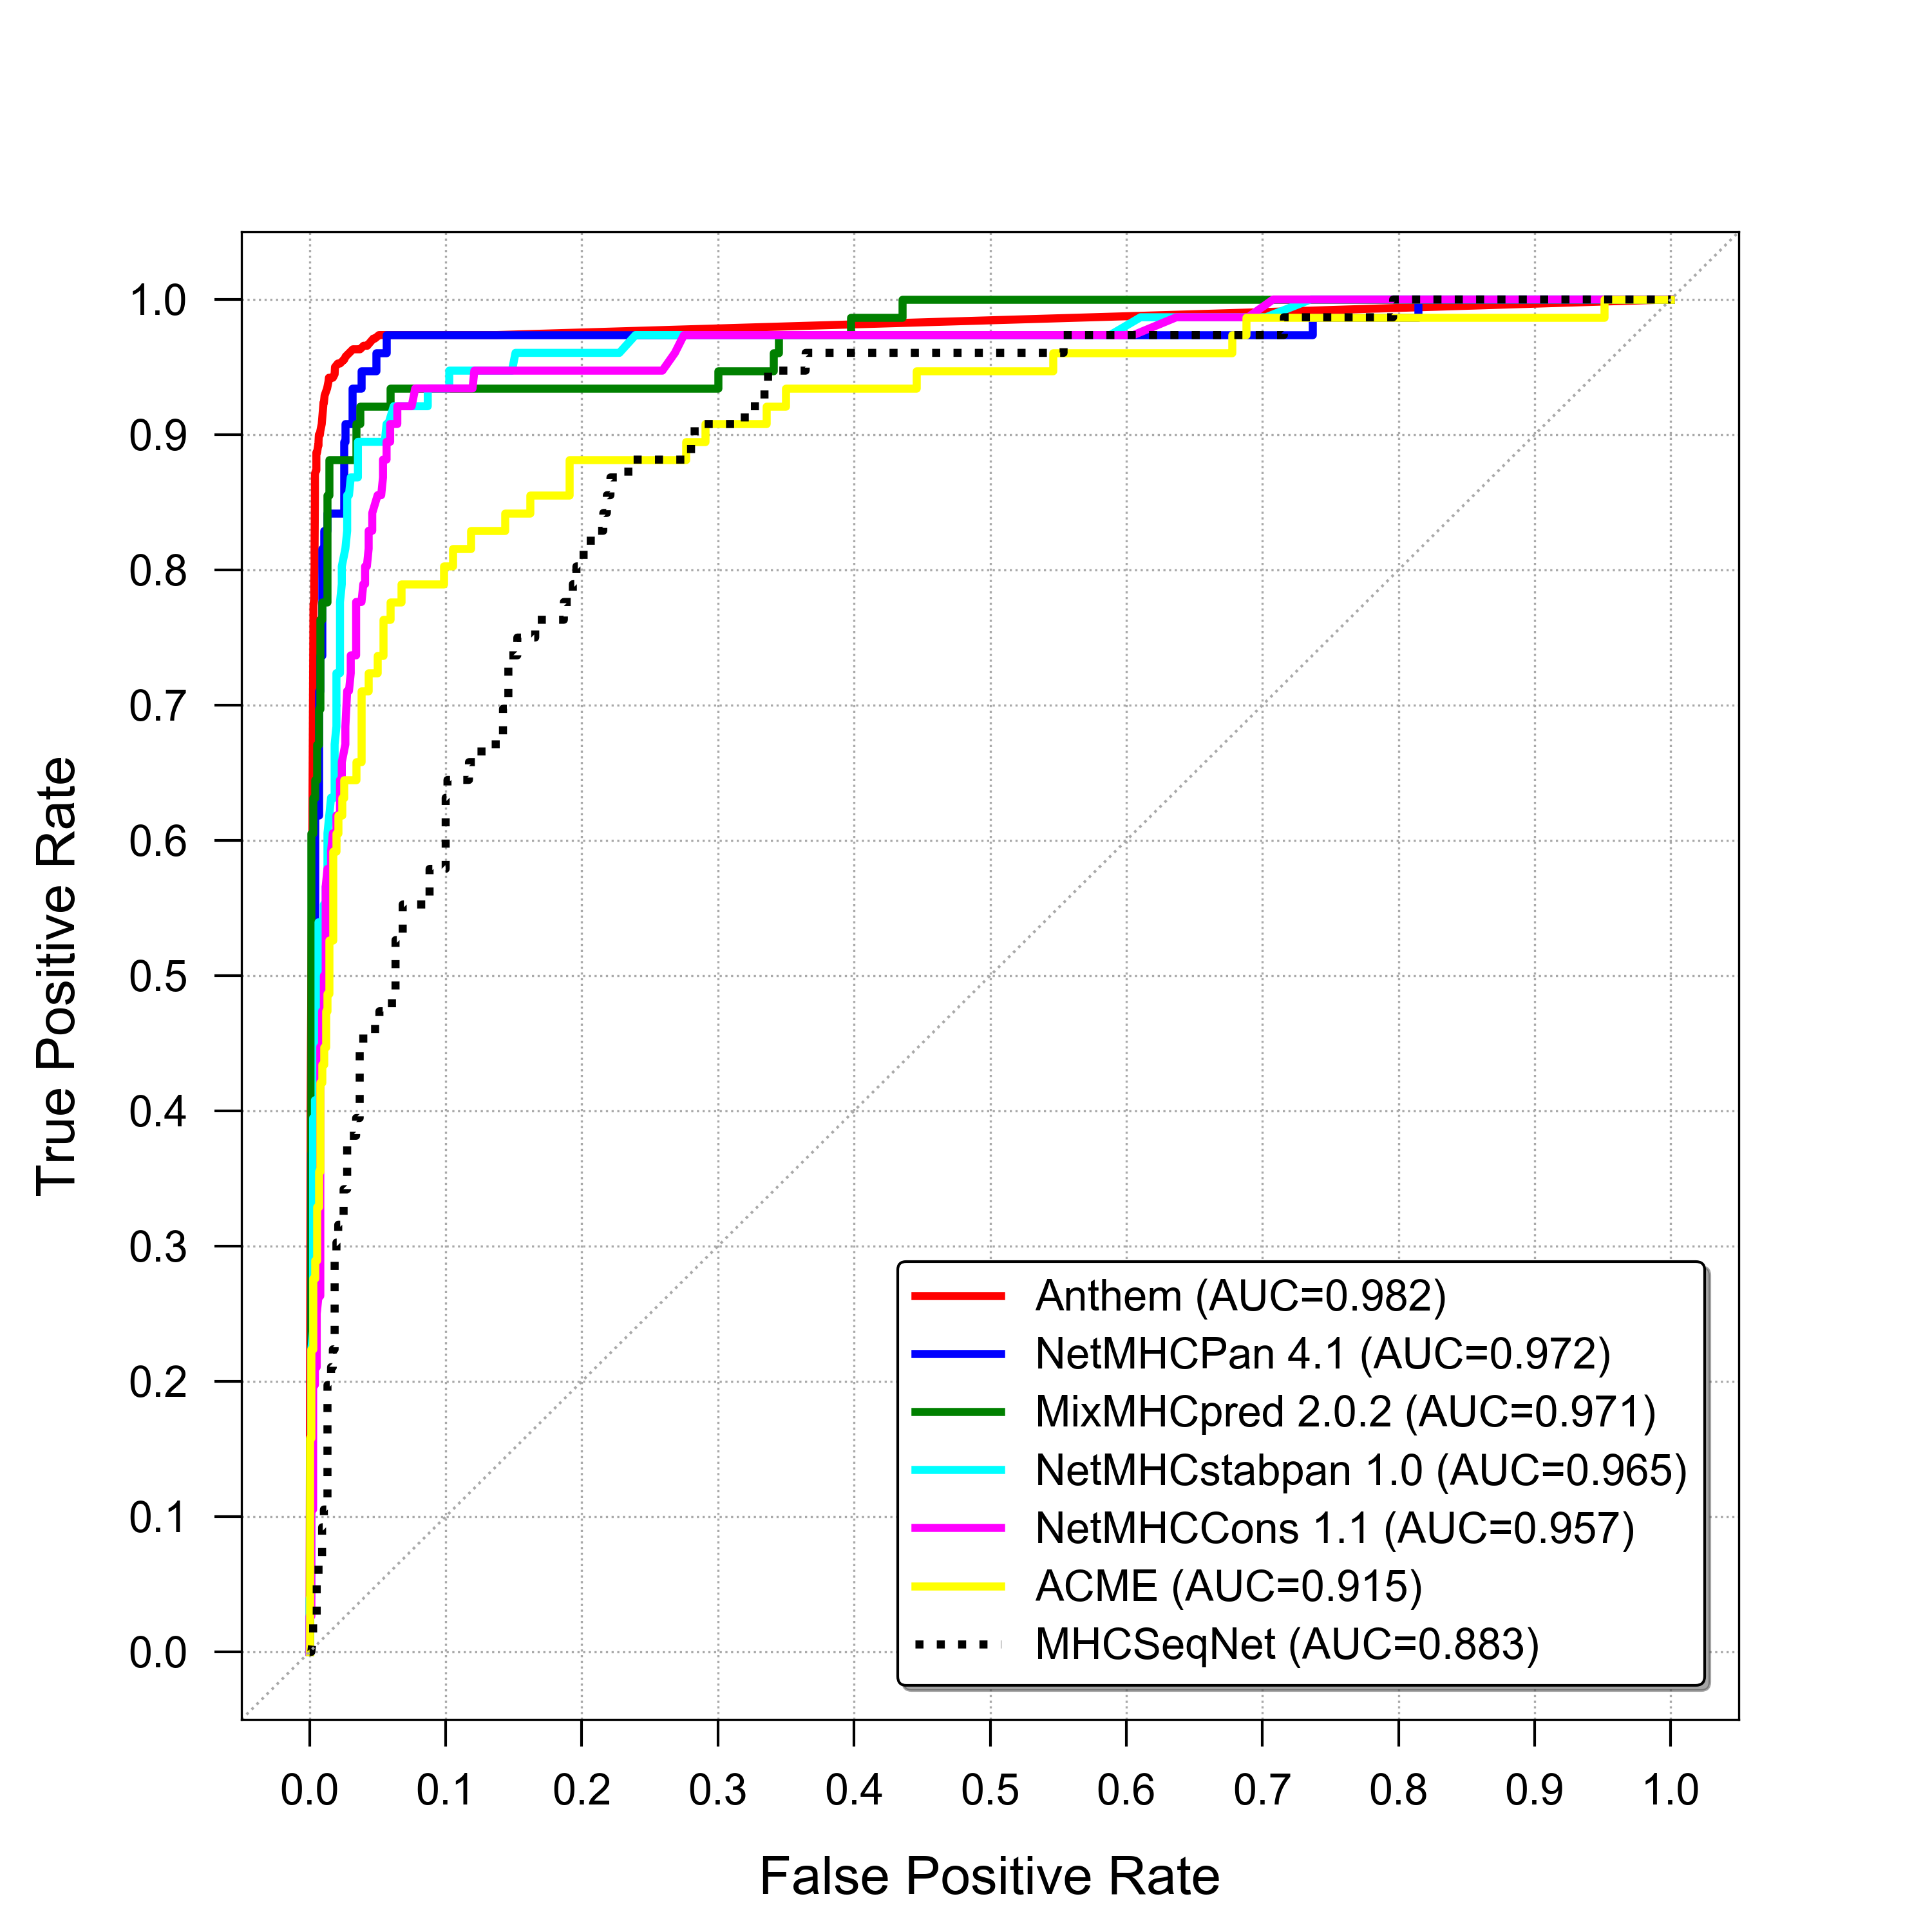 1.0
0.9
0.8
0.7
0.6
0.5
0.4
0.3
0.2
0.1
0.0
True Positive Rate
Anthem (AUC=0.982)
NetMHCPan 4.1 (AUC=0.972)
MixMHCpred 2.0.2 (AUC=0.971)
NetMHCstabpan 1.0 (AUC=0.965)
NetMHCCons 1.1 (AUC=0.957)
ACME (AUC=0.915)
MHCSeqNet (AUC=0.883)
0.0 0.1 0.2 0.3 0.4 0.5 0.6 0.7 0.8 0.9 1.0
False Positive Rate